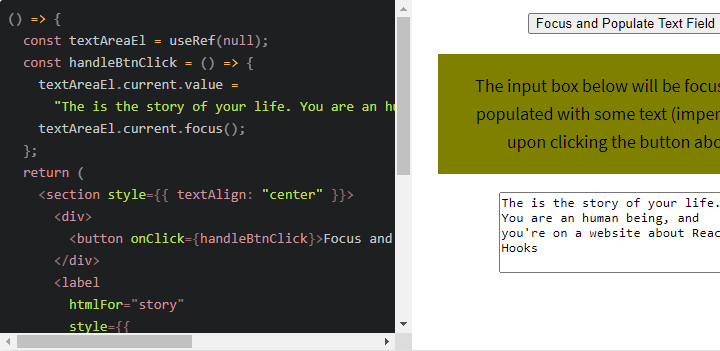 () => {
const textAreaEl = useRef(null);
const handleBtnClick = () => {
textAreaEl.current.value =
"The is the story of your life. You are an hu
textAreaEl.current.focus();
};
return (
<section style={{ textAlign: "center" }}>
<div>
<button onClick={handleBtnClick}>Focus and
</div>
<label
htmlFor="story"
style={{
Focus and Populate Text Field
The input box below will be focus
populated with some text (imper
upon clicking the button abo
The is the story of your life.
You are an human being, and
you're on a website about Reac
Hooks